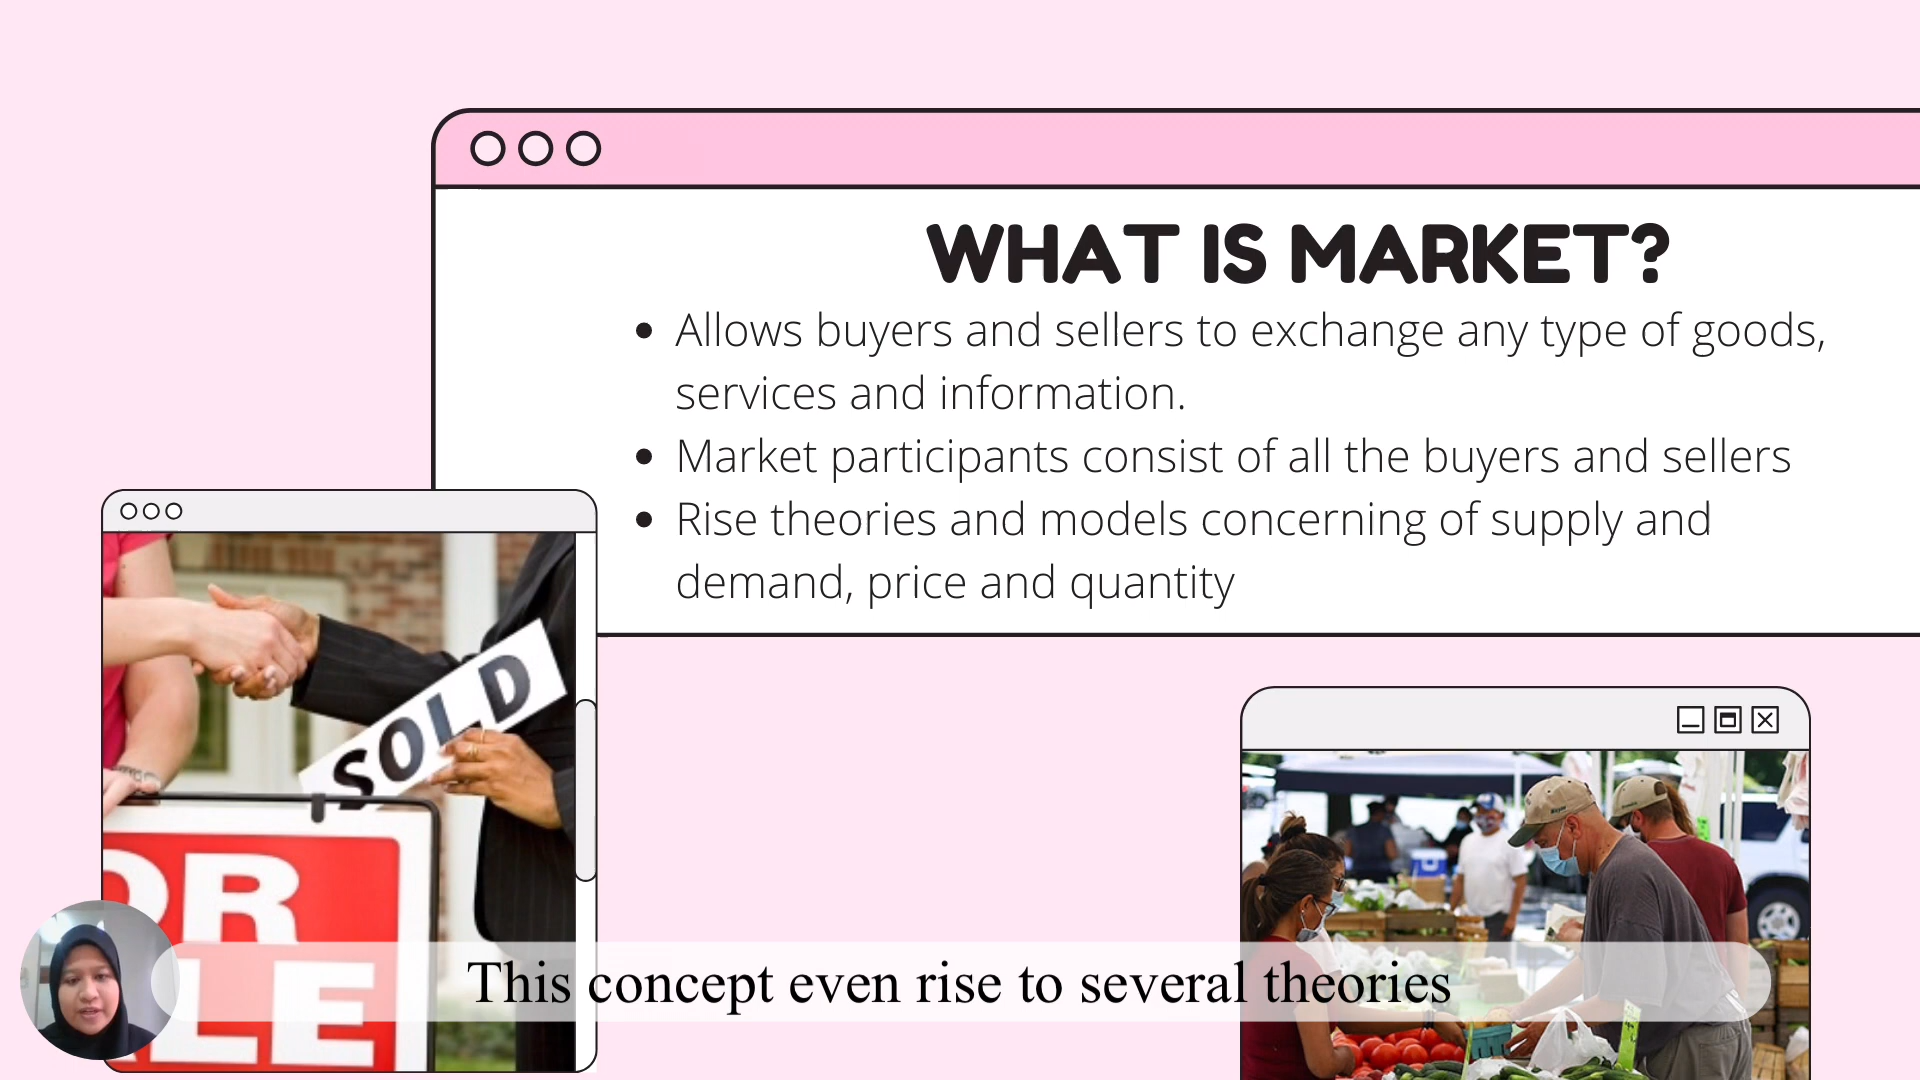 WHAT IS MARKET?
• Allows buyers and sellers to exchange any type of goods,
services and information.
• Market participants consist of all the buyers and sellers
• Rise theories and models concerning of supply and
demand, price and quantity
SOLD
OR
LE
This concept even rise to several theories